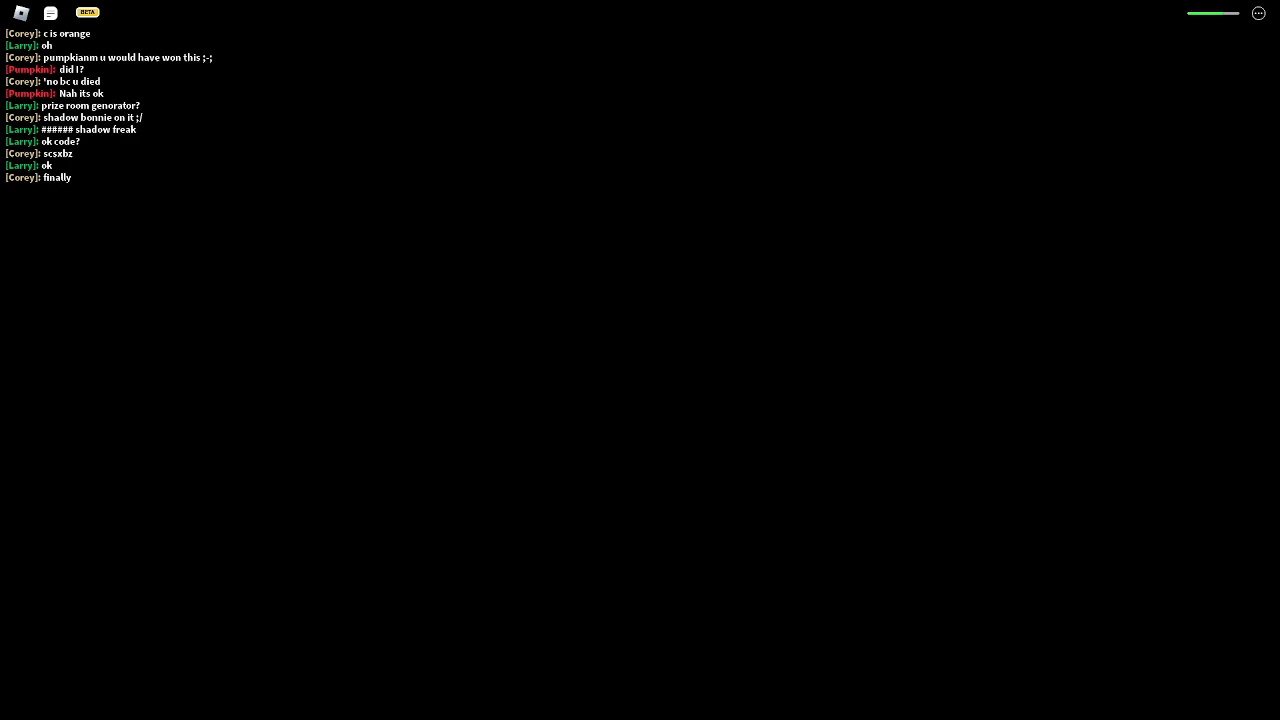 BETA
[Corey]: c is orange
[Larry]: oh
[Corey]: pumpkianm u would have won this ;-;
[Pumpkin]: did I?
[Corey]: 'no bc u died
[Pumpkin]: Nah its ok
[Larry]: prize room genorator?
[Corey]: shadow bonnie on it ;/
[Larry]: ###### shadow freak
[Larry]: ok code?
[Corey]: scsxbz
[Larry]: ok
[Corey]: finally